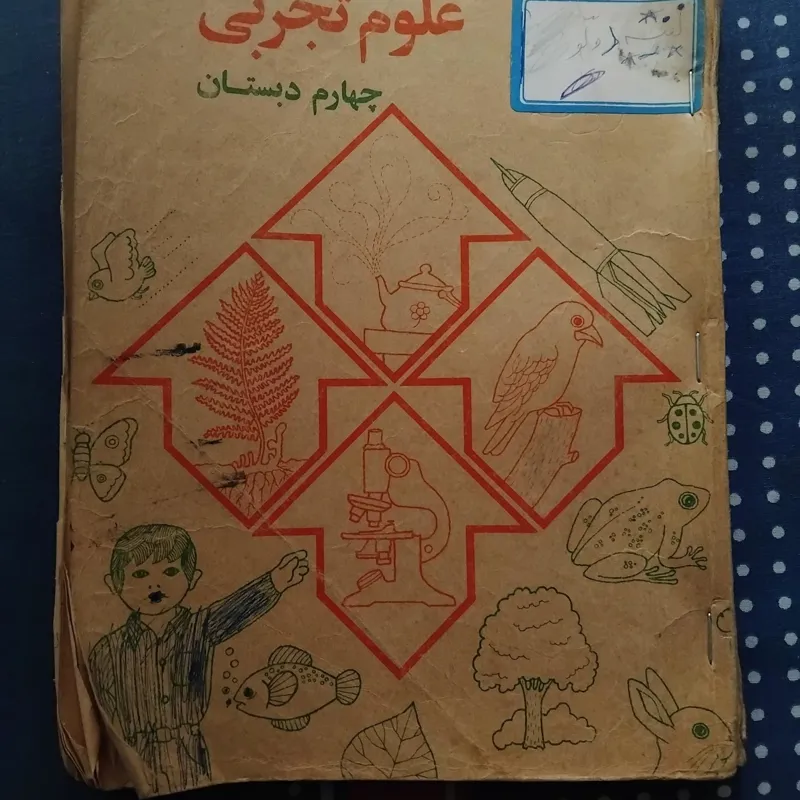 علوم تجربی
چهارم دبستان